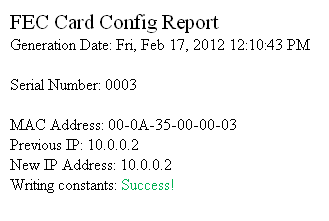 FEC Card Config Report
Generation Date: Fri, Feb 17, 2012 12:10:43 PM
Serial Number: 0003
MAC Address: 00-0A-35-00-00-03
Previous IP: 10.0.0.2
New IP Address: 10.0.0.2
Writing constants: Success!